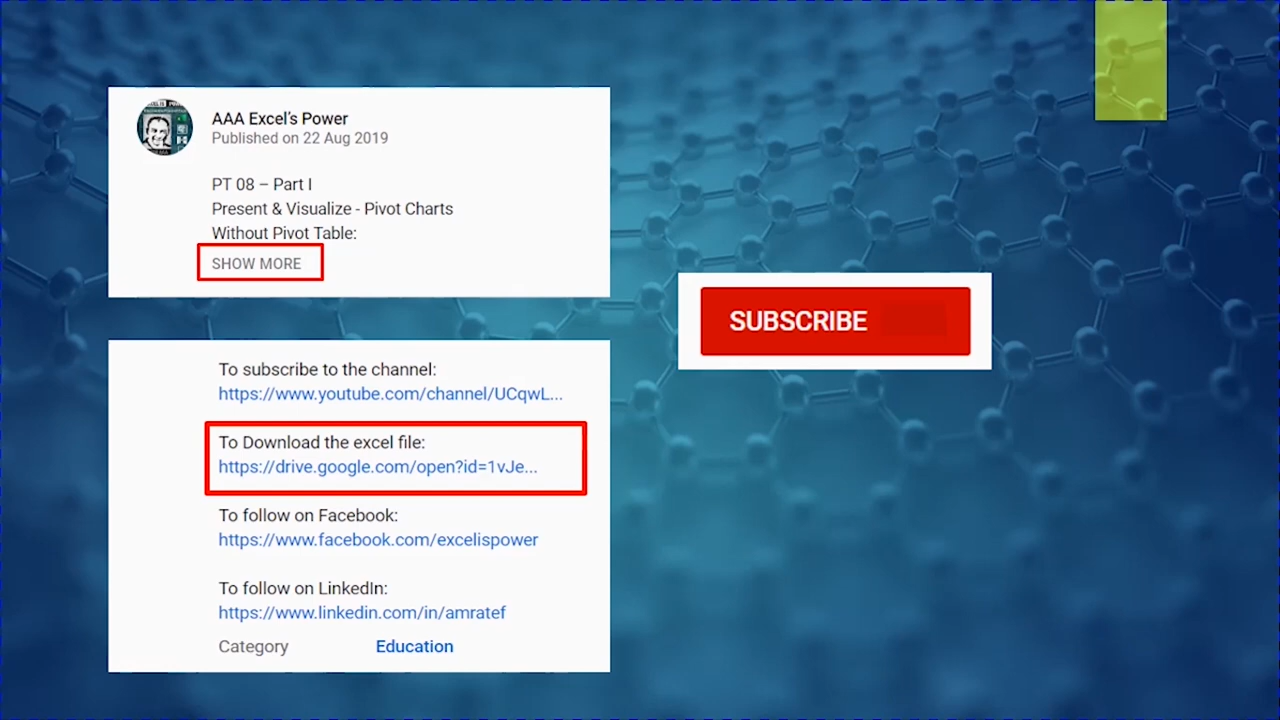 AAA Excel's Power
Published on 22 Aug 2019
PT 08 – Part I
Present & Visualize - Pivot Charts
Without Pivot Table:
SHOW MORE
SUBSCRIBE
To subscribe to the channel:
https://www.youtube.com/channel/UCqwL...
To Download the excel file:
https://drive.google.com/open?id=1vJe...
To follow on Facebook:
https://www.facebook.com/excelispower
To follow on LinkedIn:
https://www.linkedin.com/in/amratef
Category Education